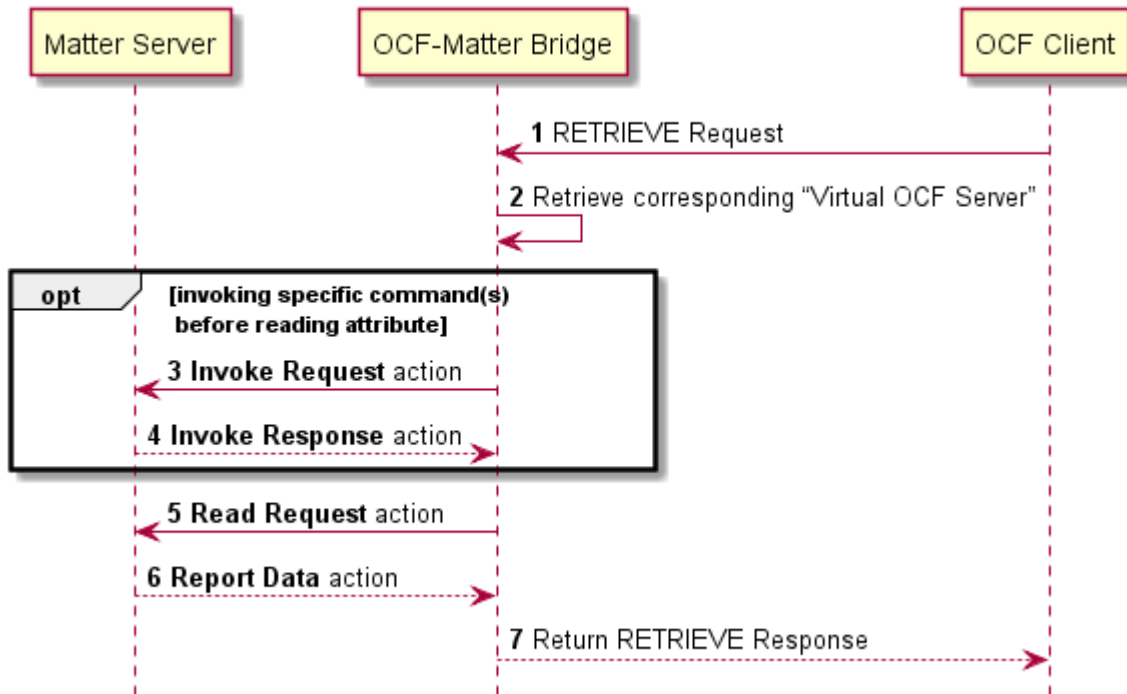 Matter Server
OCF-Matter Bridge
OCF Client
1 RETRIEVE Request
2 Retrieve corresponding “Virtual OCF Server”
opt
[invoking specific command(s)
before reading attribute]
3 Invoke Request action
4 Invoke Response action
5 Read Request action
6 Report Data action
7 Return RETRIEVE Response